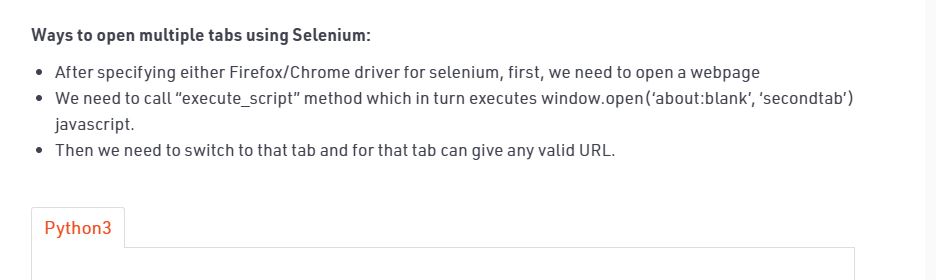 Ways to open multiple tabs using Selenium:
• After specifying either Firefox/Chrome driver for selenium, first, we need to open a webpage
• We need to call “execute_script” method which in turn executes window.open(‘about:blank’, ‘secondtab’)
javascript.
• Then we need to switch to that tab and for that tab can give any valid URL.
Python3